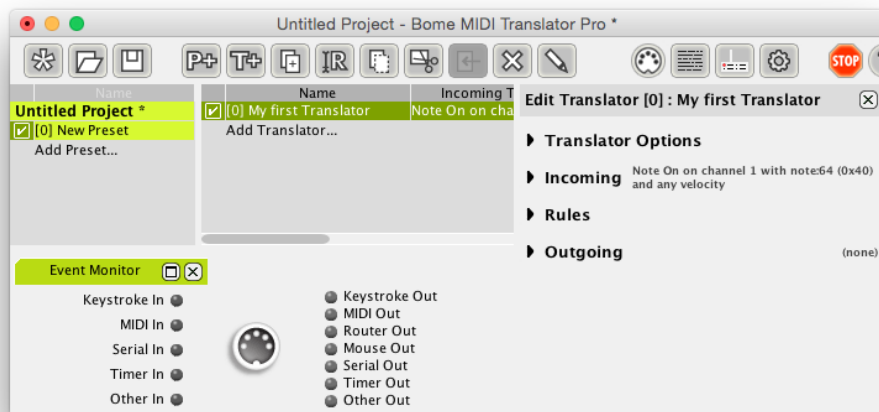 Untitled Project - Bome MIDI Translator Pro *
P+ T+ R STOP
Name
Untitled Project *
[0] New Preset
Add Preset...
Name Incoming T
[0] My first Translator Note On on cha
Add Translator...
Edit Translator [0] : My first Translator
Translator Options
Incoming Note On on channel 1 with note:64 (0x40)
and any velocity
Rules
Outgoing (none)
Event Monitor
Keystroke In
MIDI In
Serial In
Timer In
Other In
Keystroke Out
MIDI Out
Router Out
Mouse Out
Serial Out
Timer Out
Other Out